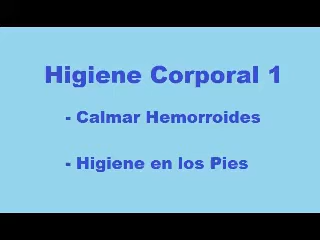 Higiene Corporal 1
- Calmar Hemorroides
- Higiene en los Pies